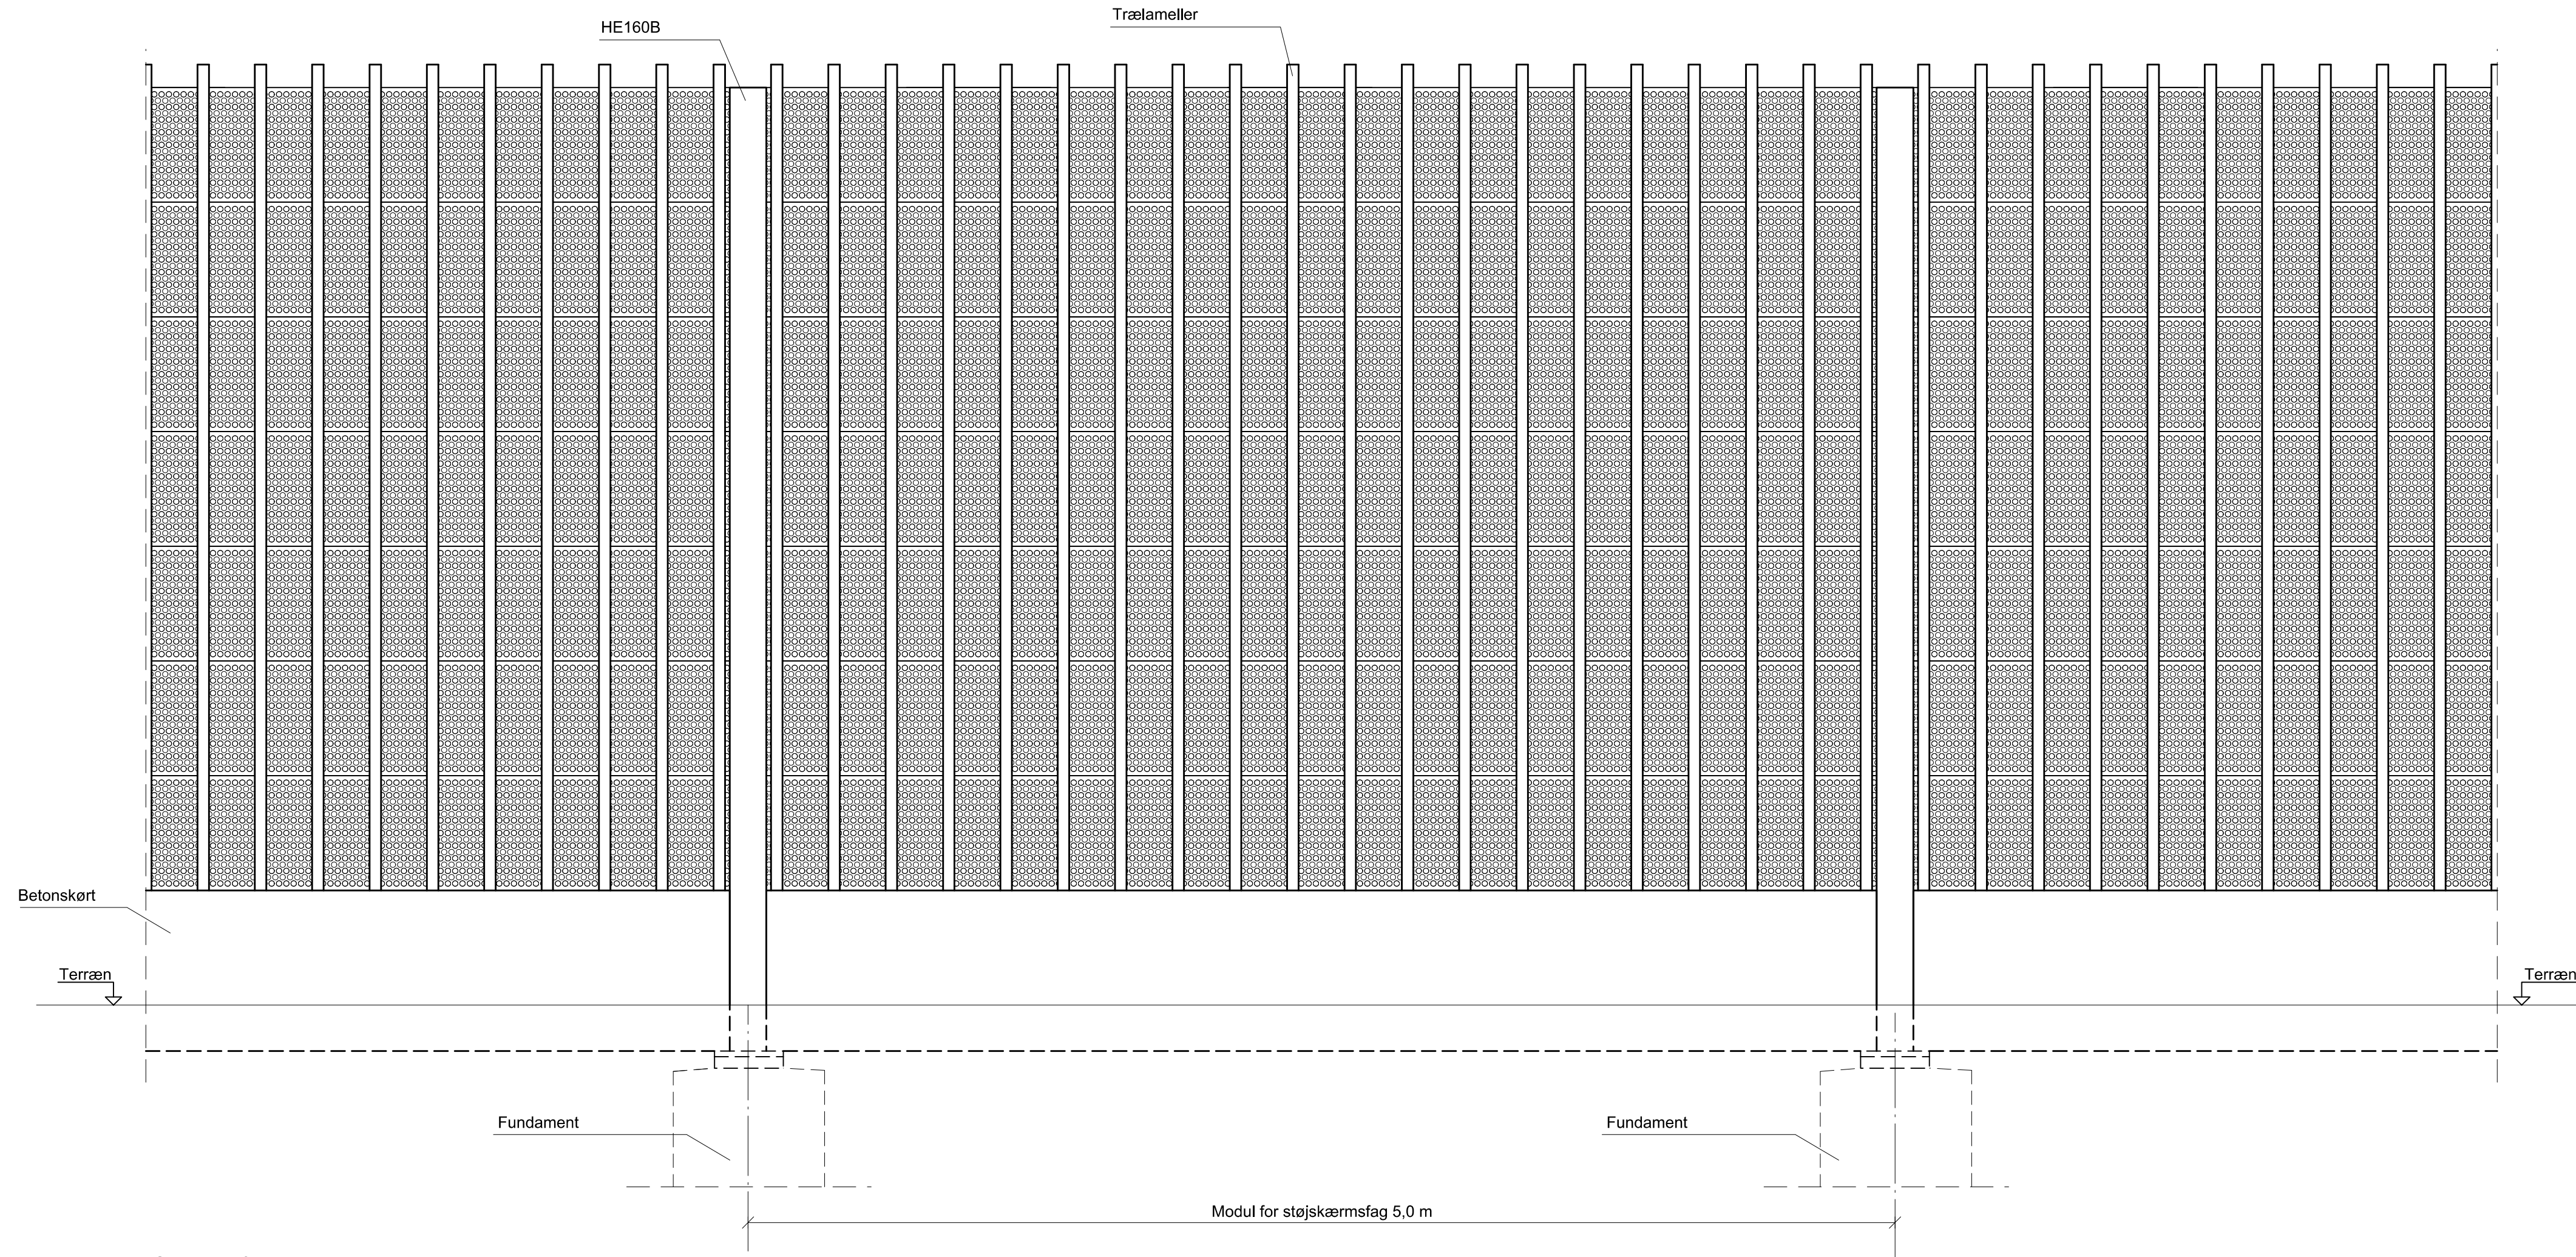 Trælameller
HE160B
Betonskørt
Terræn
Terræn
Fundament
Fundament
Modul for støjskærmsfag 5,0 m